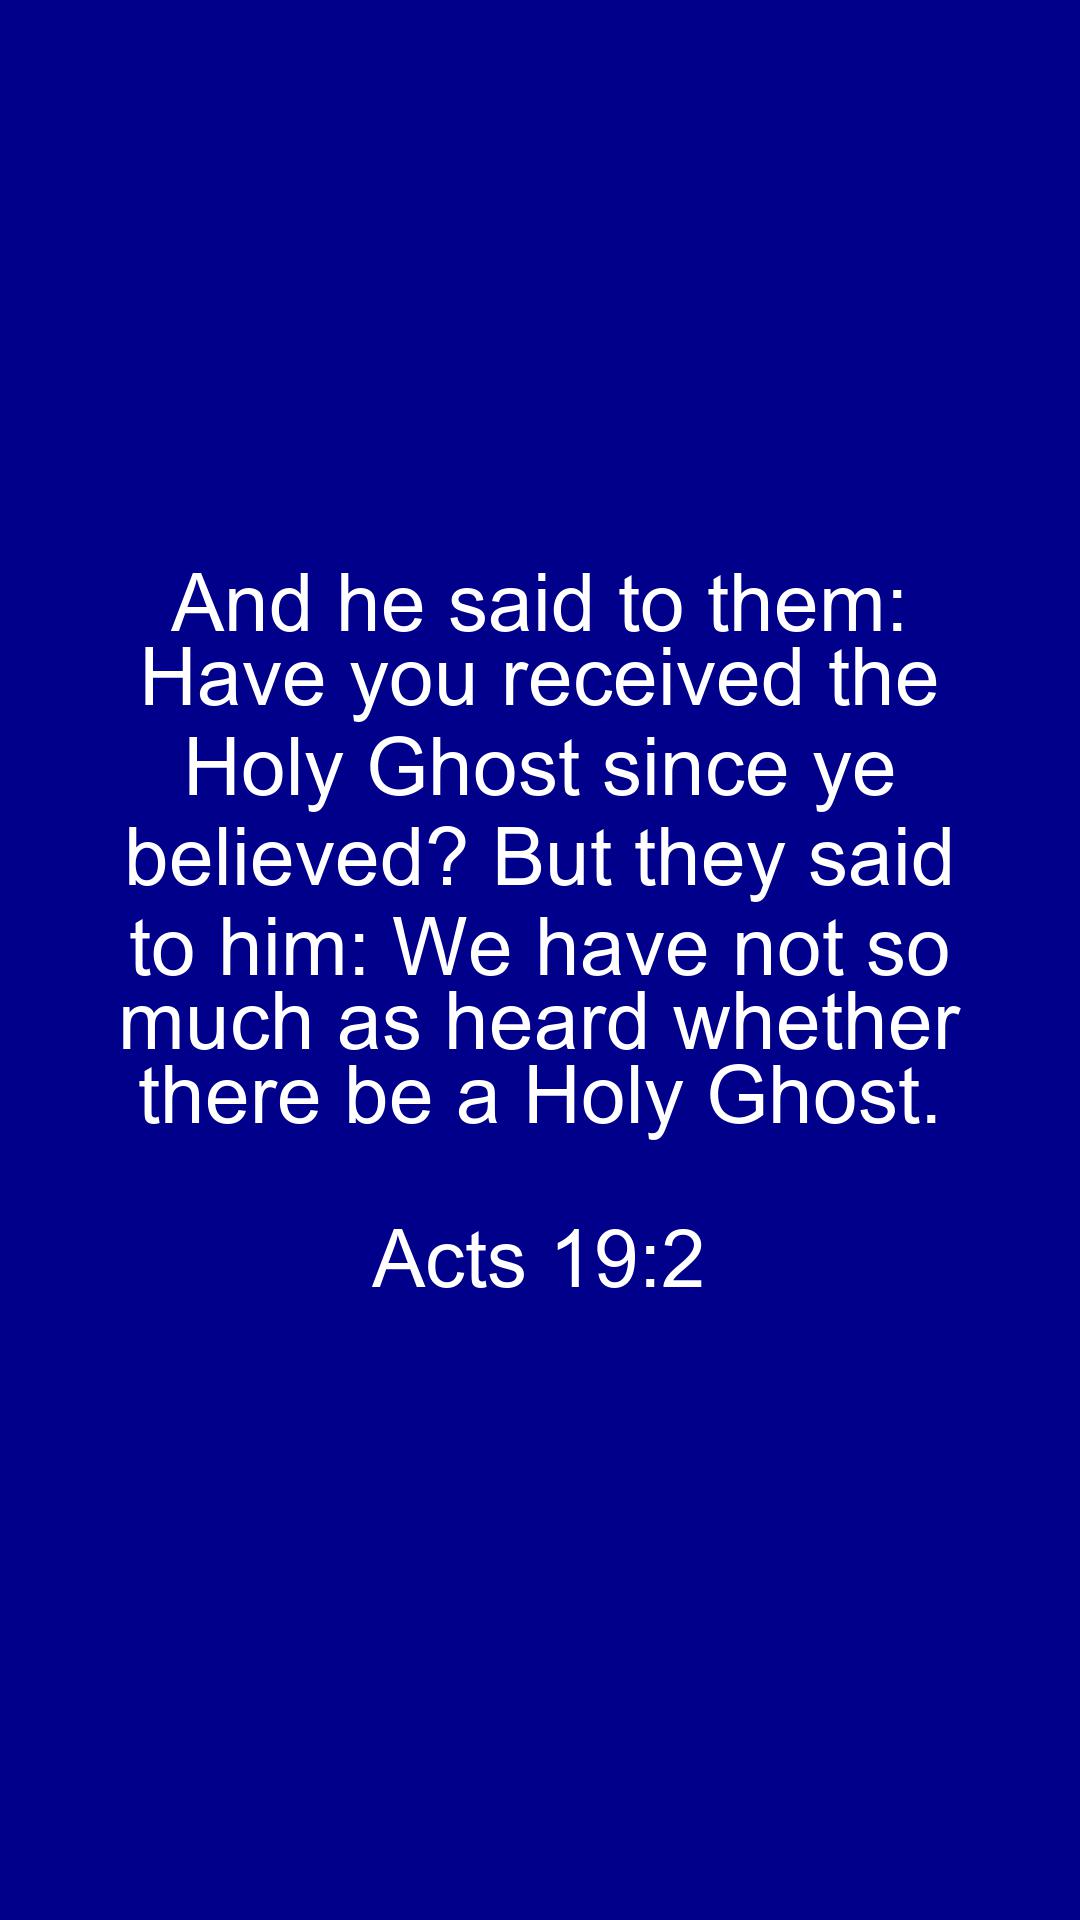 And he said to them:
Have you received the
Holy Ghost since ye
believed? But they said
to him: We have not so
much as heard whether
there be a Holy Ghost.
Acts 19:2